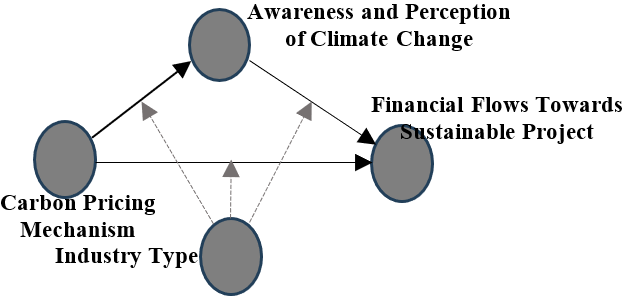 Awareness and Perception
of Climate Change
Financial Flows Towards
Sustainable Project
Carbon Pricing
Mechanism
Industry Type